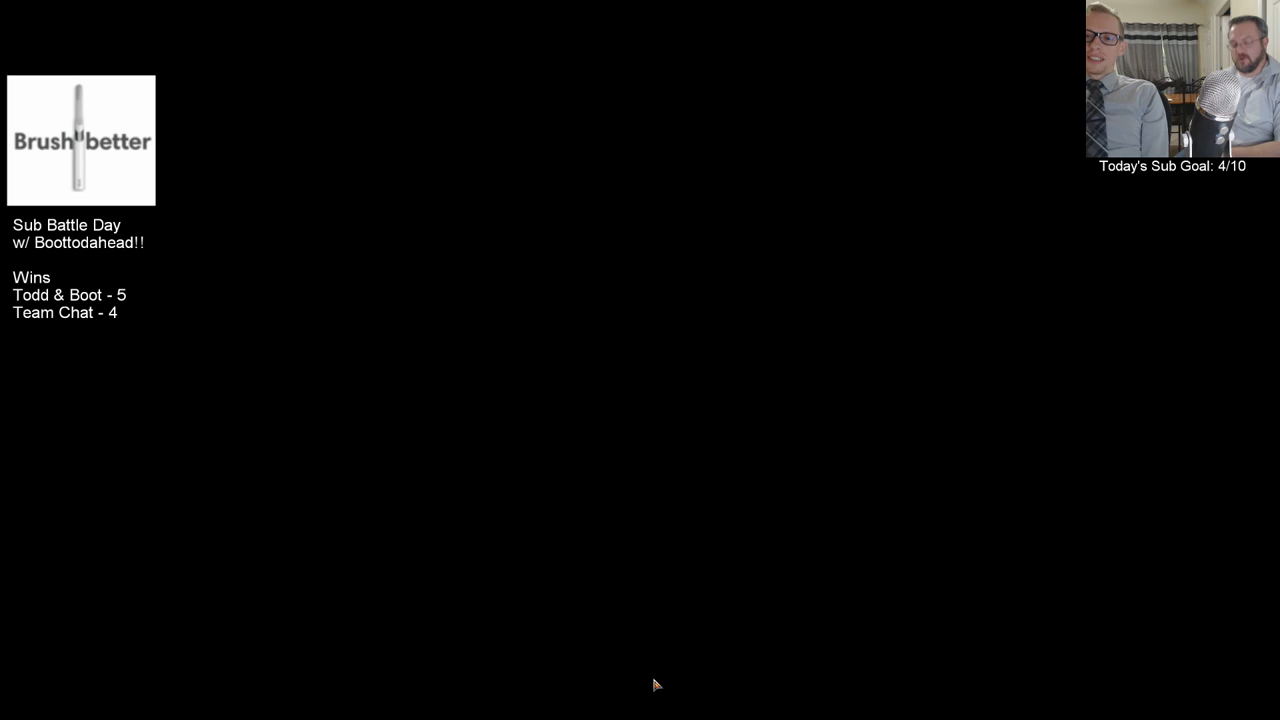 Brush better
Sub Battle Day
w/ Boottodahead!!
Wins
Todd & Boot - 5
Team Chat - 4
Today's Sub Goal: 4/10